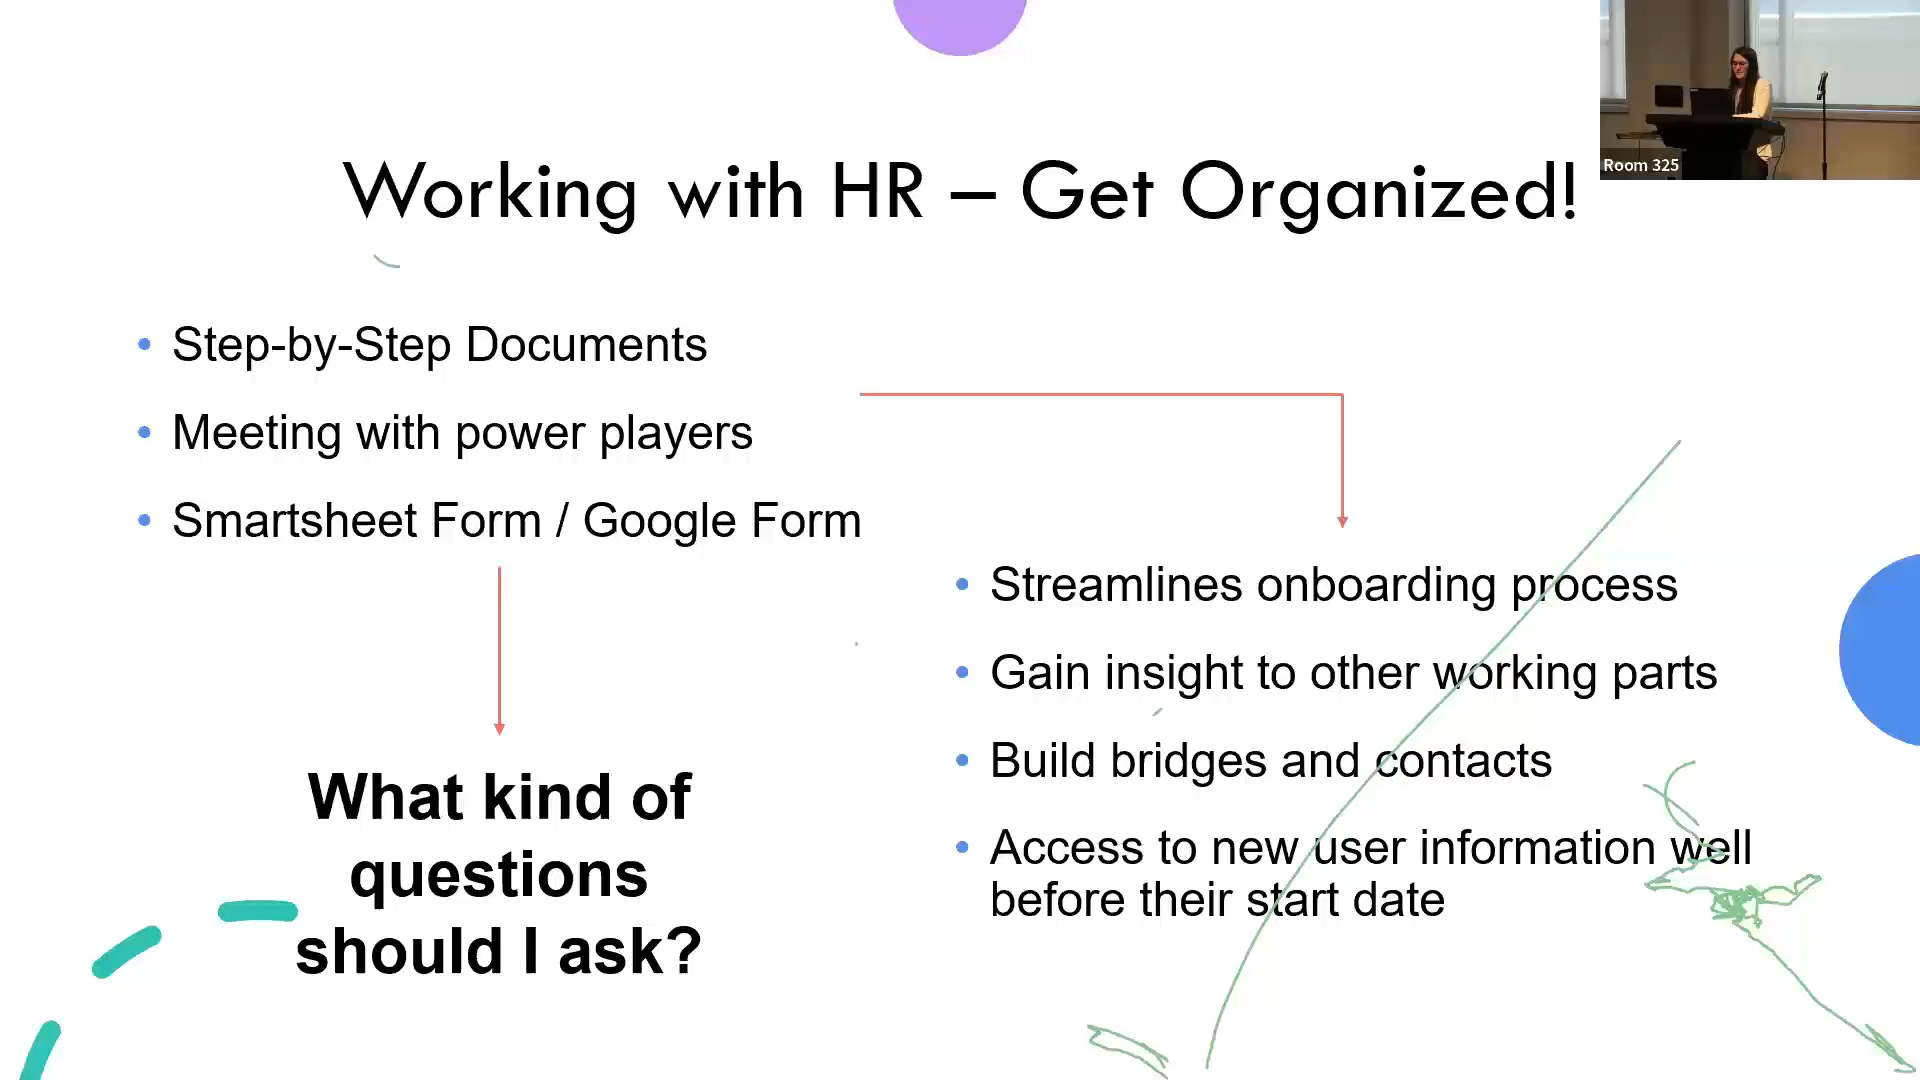 Room 325
Working with HR – Get Organized!
• Step-by-Step Documents
• Meeting with power players
• Smartsheet Form / Google Form
What kind of
questions
should I ask?
• Streamlines onboarding process
• Gain insight to other working parts
• Build bridges and contacts
• Access to new user information well
before their start date